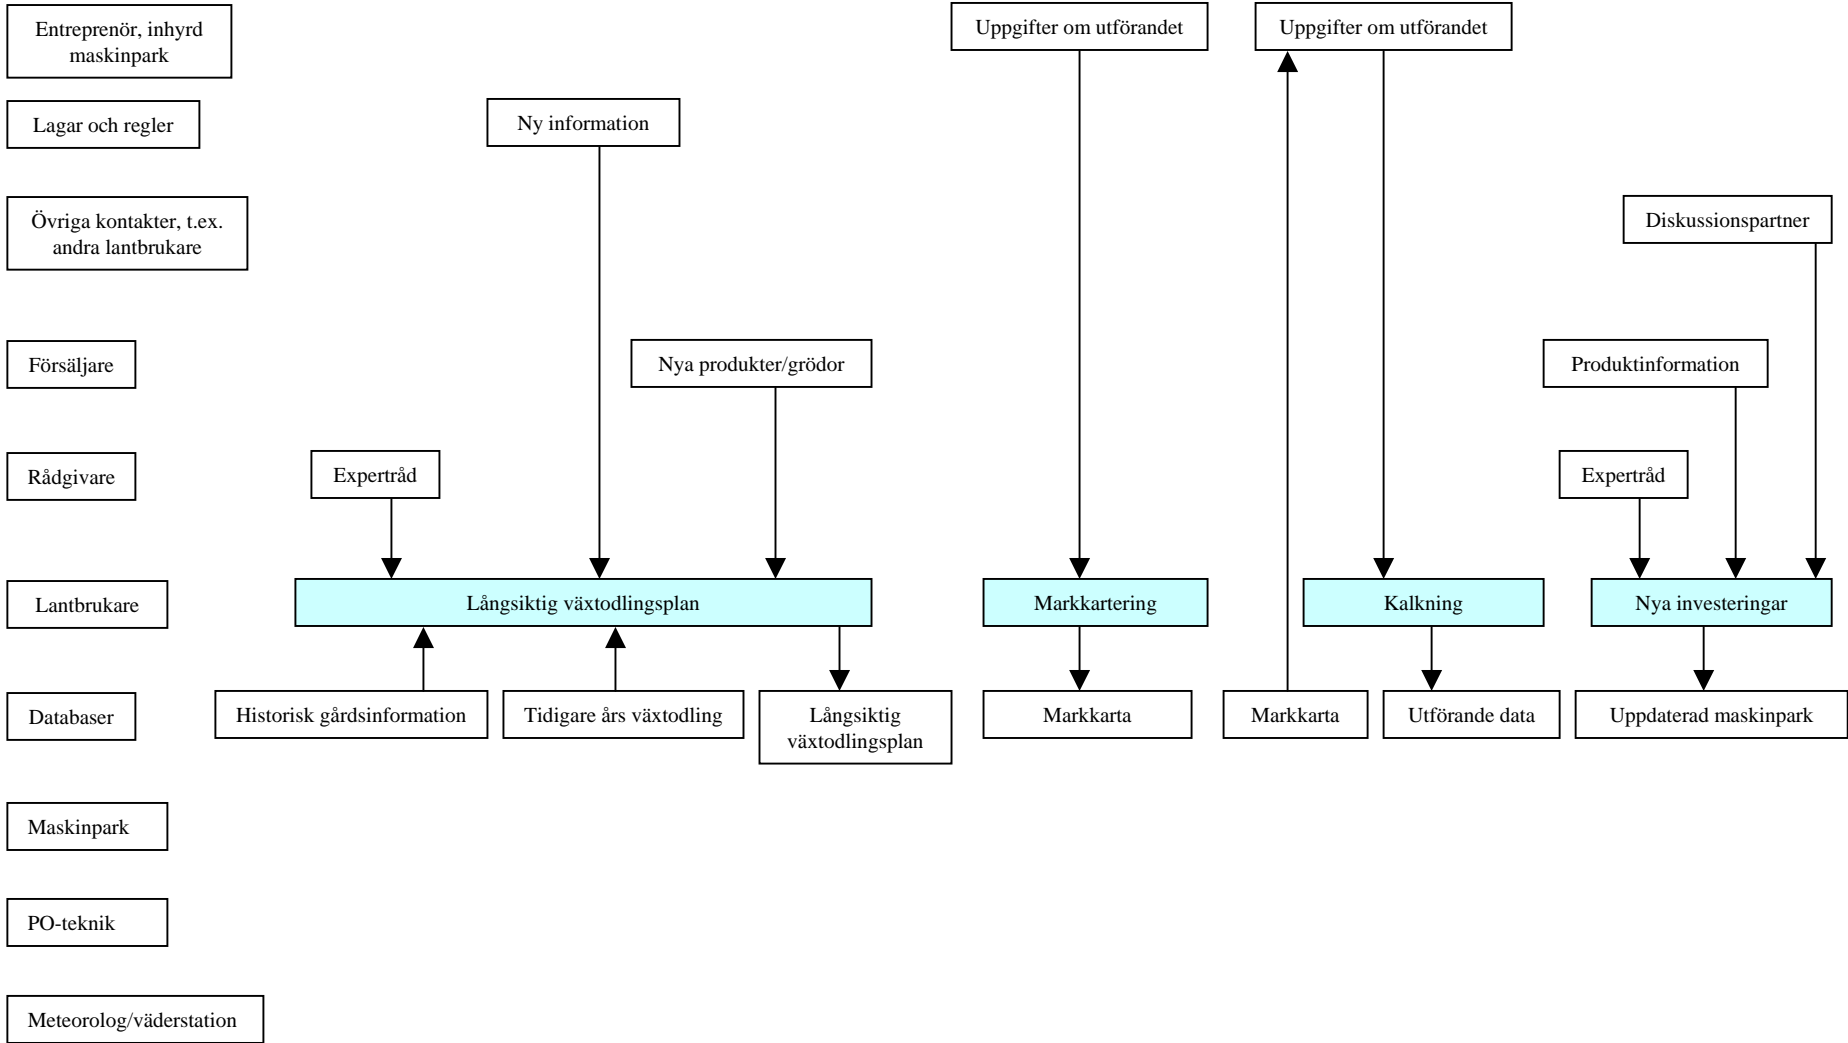 Entreprenör, inhyrd
maskinpark
Uppgifter om utförandet
Uppgifter om utförandet
Lagar och regler
Ny information
Övriga kontakter, t.ex.
andra lantbrukare
Diskussionspartner
Försäljare
Nya produkter/grödor
Produktinformation
Rådgivare
Expertråd
Expertråd
Lantbrukare
Långsiktig växtodlingsplan
Markkartering
Kalkning
Nya investeringar
Databaser
Historisk gårdsinformation
Tidigare års växtodling
Långsiktig
växtodlingsplan
Markkarta
Markkarta
Utförande data
Uppdaterad maskinpark
Maskinpark
PO-teknik
Meteorolog/väderstation